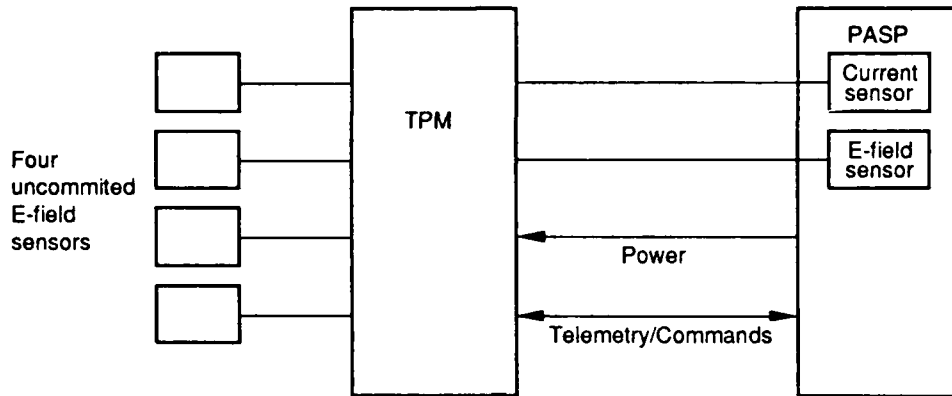 Four
uncommited
E-field
sensors
TPM
PASP
Current
sensor
E-field
sensor
Power
Telemetry/Commands